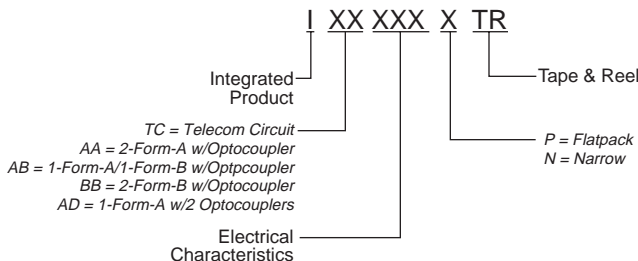 I XX XXX X TR
Integrated
Product
Tape & Reel
TC = Telecom Circuit
AA = 2-Form-A w/Optocoupler
AB = 1-Form-A/1-Form-B w/Optpcoupler
BB = 2-Form-B w/Optocoupler
AD = 1-Form-A w/2 Optocouplers
P = Flatpack
N = Narrow
Electrical
Characteristics